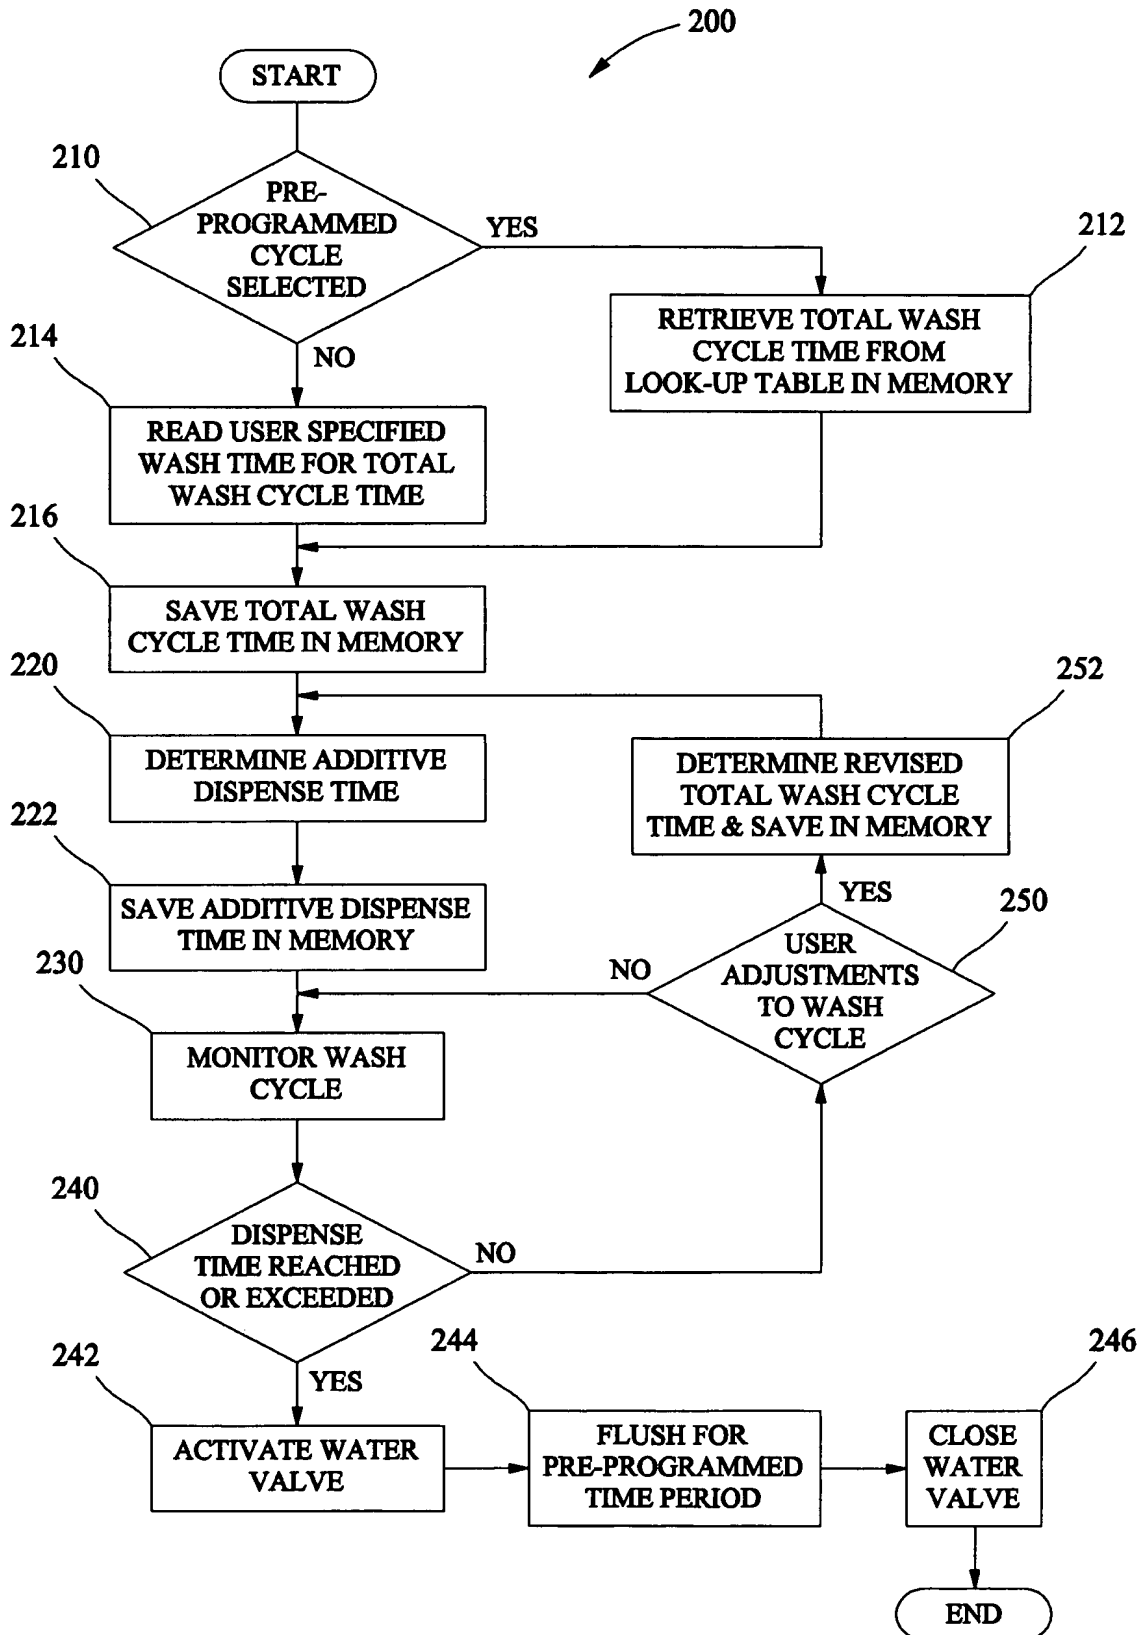 200
START
210
PRE-
PROGRAMMED
CYCLE
SELECTED
YES
212
RETRIEVE TOTAL WASH
CYCLE TIME FROM
LOOK-UP TABLE IN MEMORY
NO
214
READ USER SPECIFIED
WASH TIME FOR TOTAL
WASH CYCLE TIME
216
SAVE TOTAL WASH
CYCLE TIME IN MEMORY
220
DETERMINE ADDITIVE
DISPENSE TIME
252
DETERMINE REVISED
TOTAL WASH CYCLE
TIME & SAVE IN MEMORY
222
SAVE ADDITIVE DISPENSE
TIME IN MEMORY
YES
250
USER
ADJUSTMENTS
TO WASH
CYCLE
NO
230
MONITOR WASH
CYCLE
240
DISPENSE
TIME REACHED
OR EXCEEDED
NO
YES
242
ACTIVATE WATER
VALVE
244
FLUSH FOR
PRE-PROGRAMMED
TIME PERIOD
246
CLOSE
WATER
VALVE
END